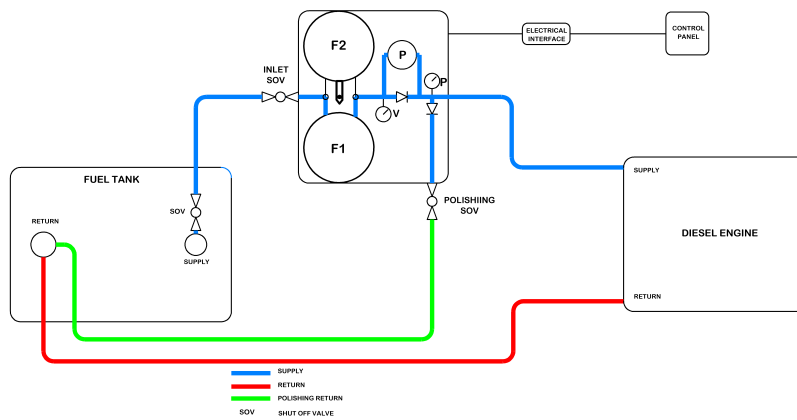 F2
P
ELECTRICAL
INTERFACE
CONTROL
PANEL
INLET
SOV
P
V
F1
FUEL TANK
SOV
RETURN
SUPPLY
POLISHIING
SOV
SUPPLY
DIESEL ENGINE
RETURN
SUPPLY
RETURN
POLISHING RETURN
SOV SHUT OFF VALVE